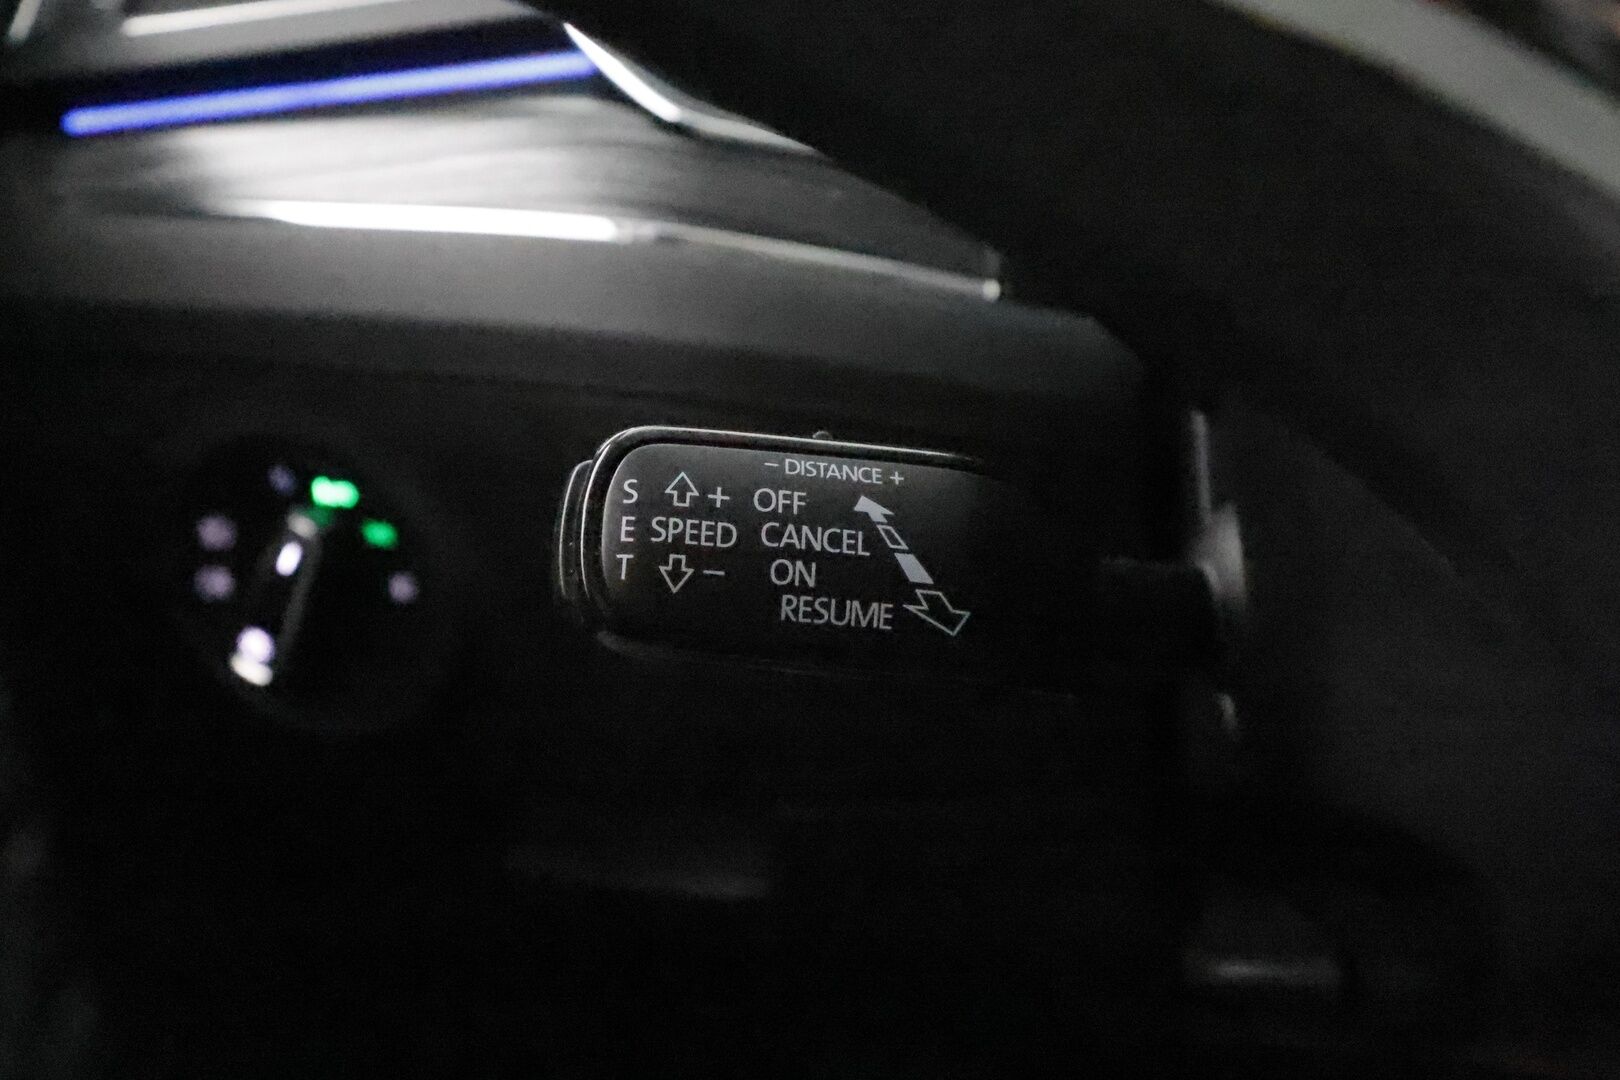 − DISTANCE +
S + OFF
E SPEED CANCEL
T − ON
RESUME